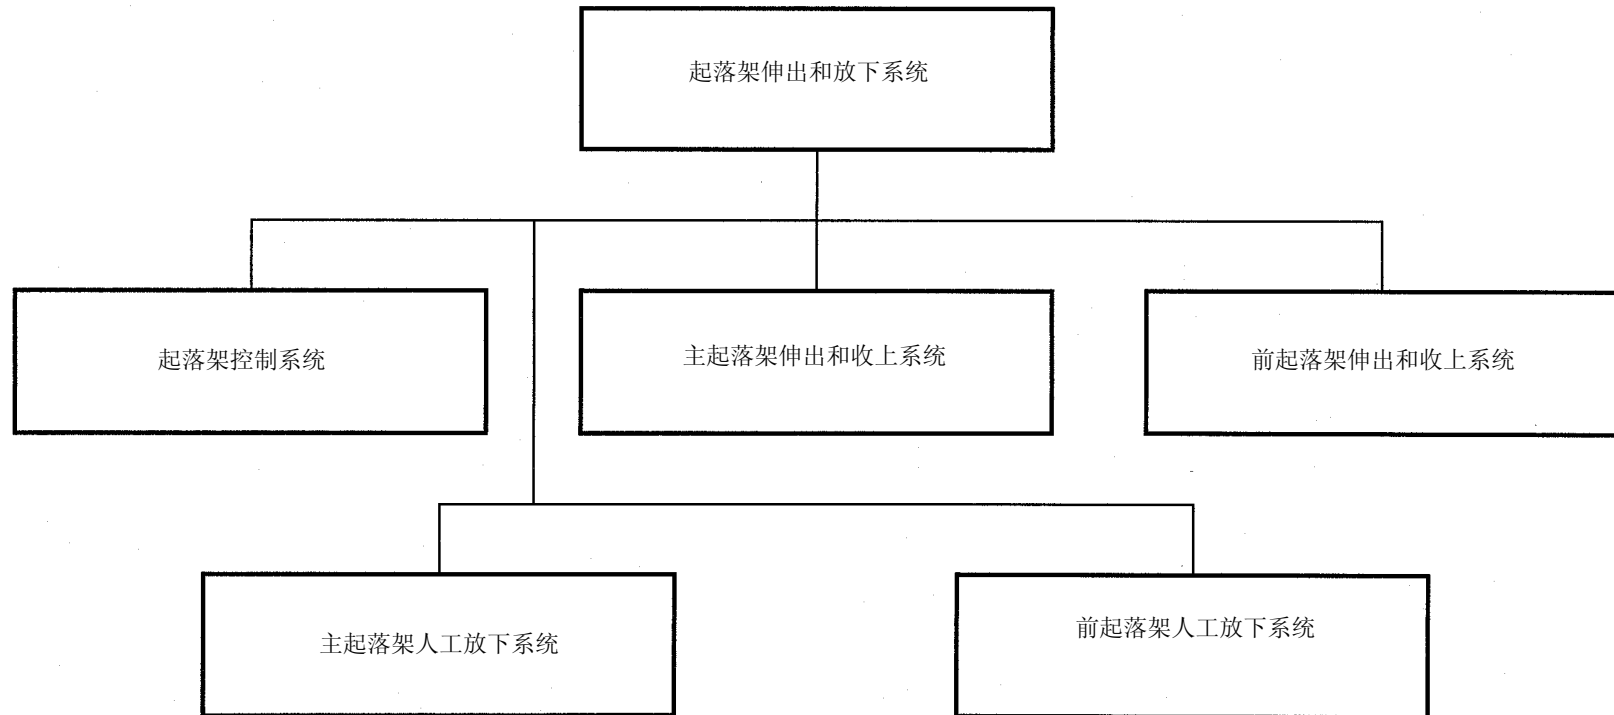 起落架伸出和放下系统
起落架控制系统
主起落架伸出和收上系统
前起落架伸出和收上系统
主起落架人工放下系统
前起落架人工放下系统